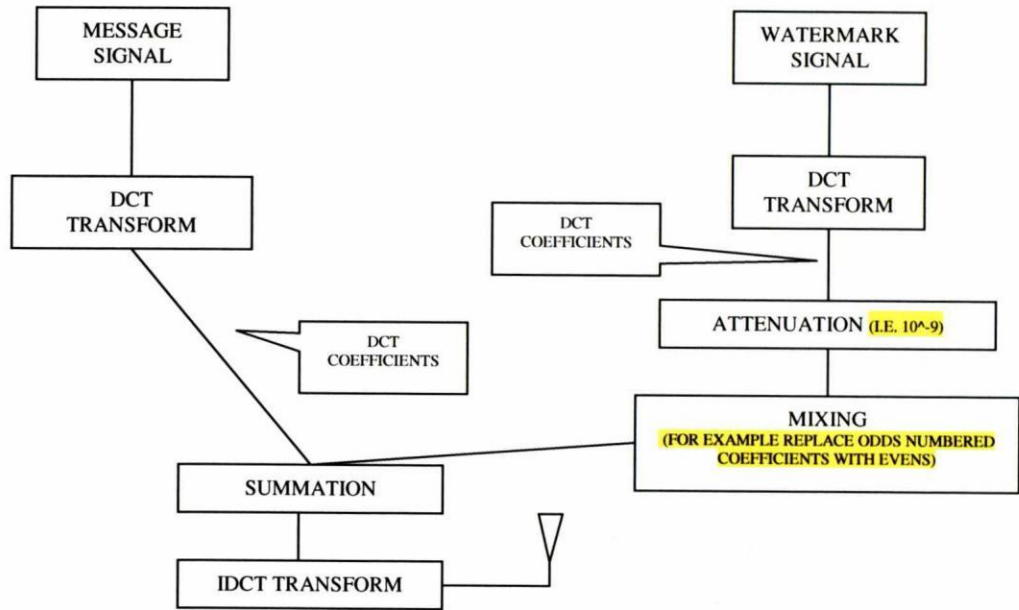 MESSAGE
SIGNAL
WATERMARK
SIGNAL
DCT
TRANSFORM
DCT
TRANSFORM
DCT
COEFFICIENTS
ATTENUATION (I.E. 10^-9)
DCT
COEFFICIENTS
MIXING
(FOR EXAMPLE REPLACE ODDS NUMBERED
COEFFICIENTS WITH EVENS)
SUMMATION
IDCT TRANSFORM